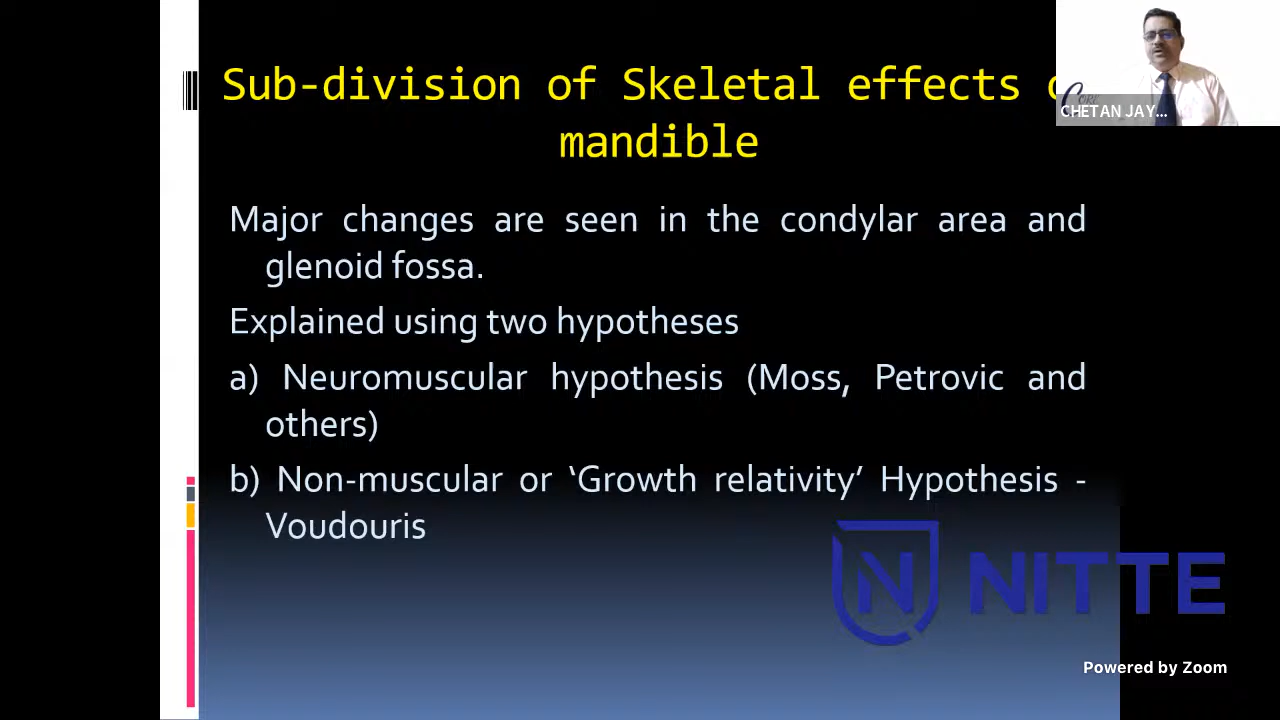 Sub-division of Skeletal effects
mandible
Major changes are seen in the condylar area and
glenoid fossa.
Explained using two hypotheses
a) Neuromuscular hypothesis (Moss, Petrovic and
others)
b) Non-muscular or ‘Growth relativity’ Hypothesis -
Voudouris
CHETAN JAY...
N NITTE
Powered by Zoom